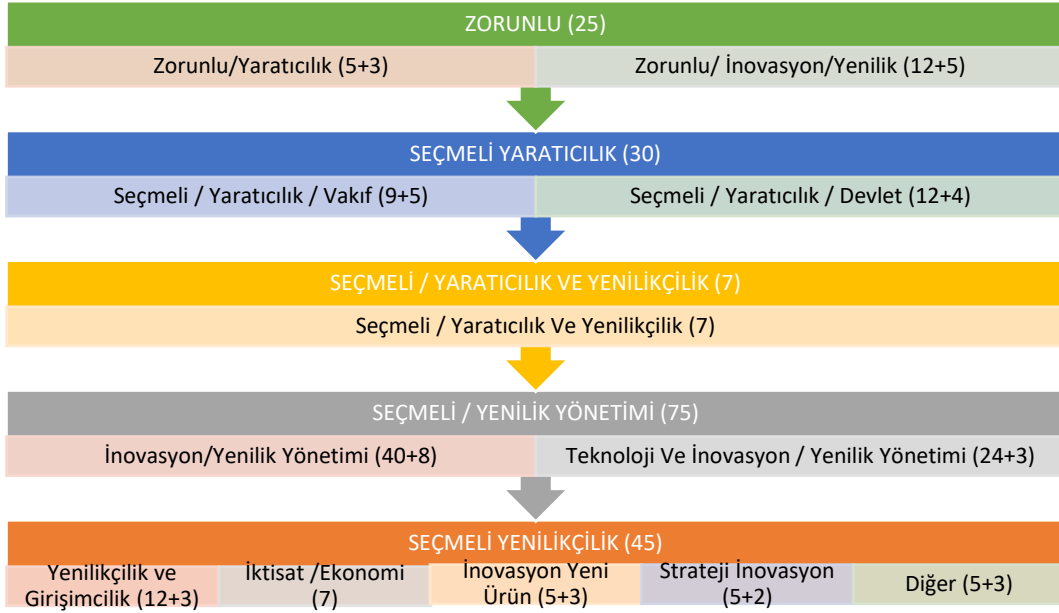 ZORUNLU (25)
Zorunlu/Yaratıcılık (5+3)
Zorunlu/ İnovasyon/Yenilik (12+5)
SEÇMELİ YARATICILIK (30)
Seçmeli / Yaratıcılık / Vakıf (9+5)
Seçmeli / Yaratıcılık / Devlet (12+4)
SEÇMELİ / YARATICILIK VE YENİLİKÇİLİK (7)
Seçmeli / Yaratıcılık Ve Yenilikçilik (7)
SEÇMELİ / YENİLİK YÖNETİMİ (75)
İnovasyon/Yenilik Yönetimi (40+8)
Teknoloji Ve İnovasyon / Yenilik Yönetimi (24+3)
SEÇMELİ YENİLİKÇİLİK (45)
Yenilikçilik ve
Girişimcilik (12+3)
İktisat /Ekonomi
(7)
İnovasyon Yeni
Ürün (5+3)
Strateji İnovasyon
(5+2)
Diğer (5+3)